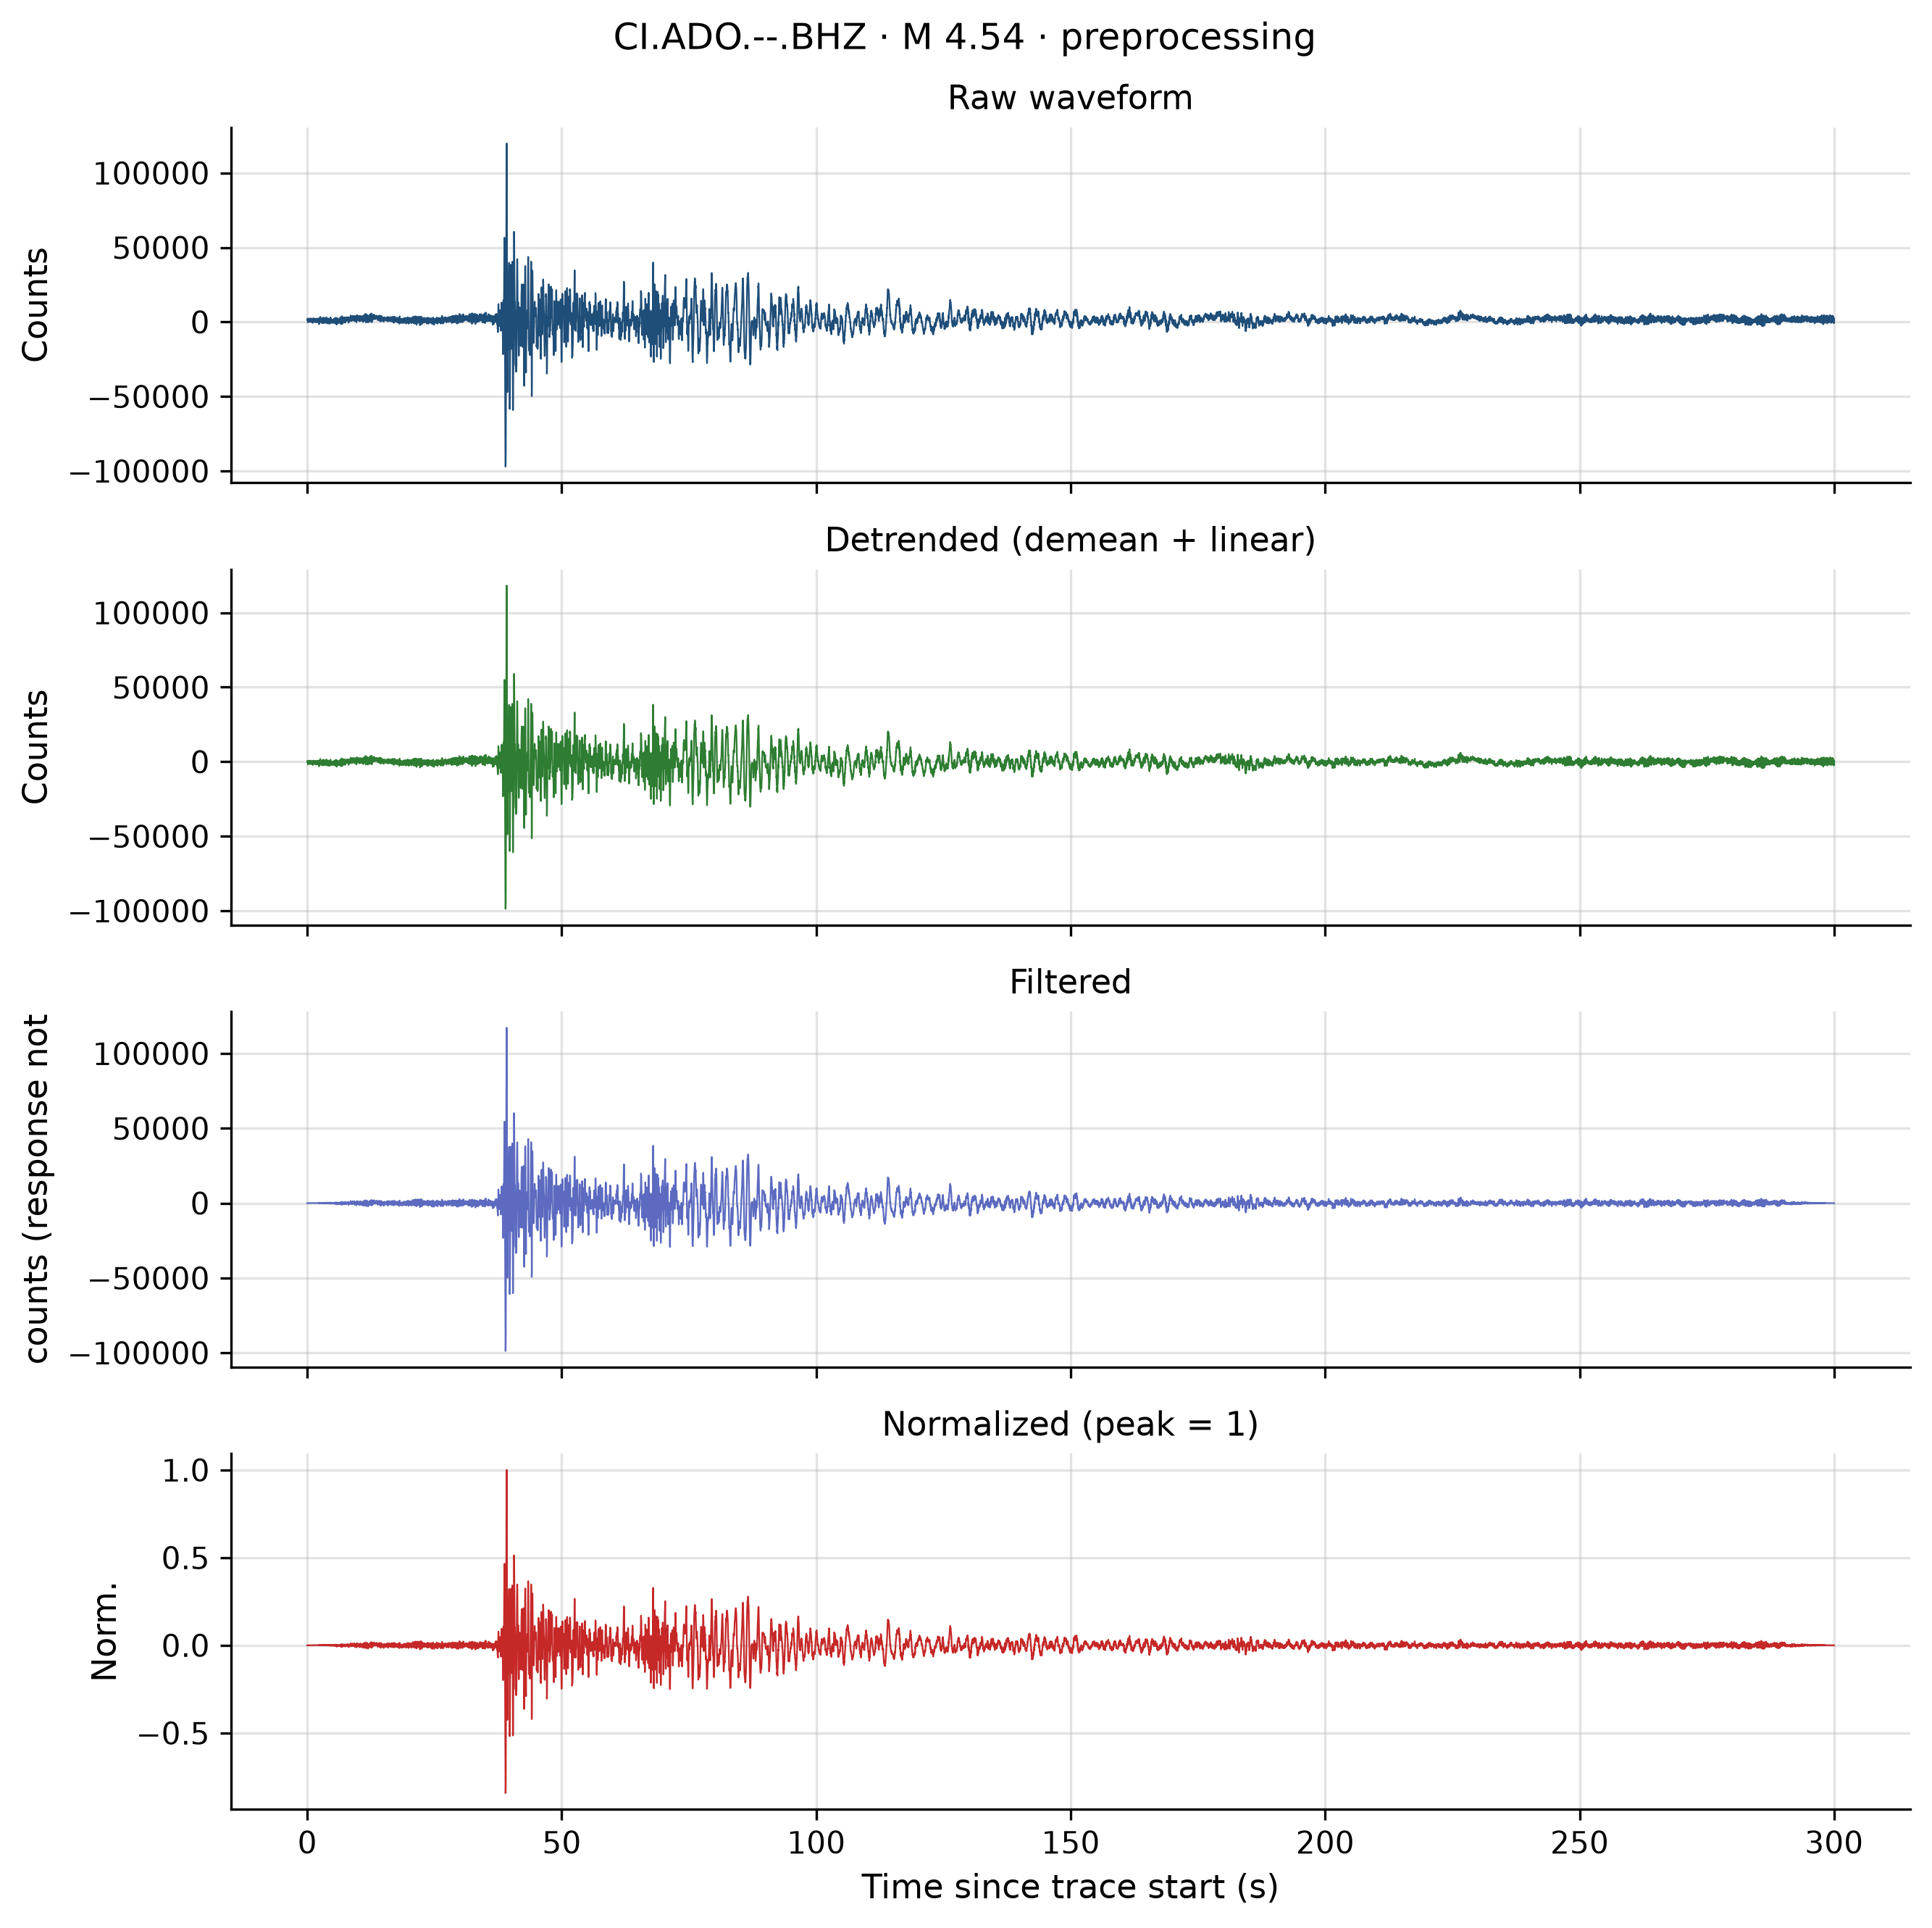 CI.ADO.--.BHZ · M 4.54 · preprocessing
Raw waveform
Counts
100000
50000
0
−50000
−100000
Detrended (demean + linear)
Counts
100000
50000
0
−50000
−100000
Filtered
counts (response not
100000
50000
0
−50000
−100000
Normalized (peak = 1)
Norm.
1.0
0.5
0.0
−0.5
0 50 100 150 200 250 300
Time since trace start (s)